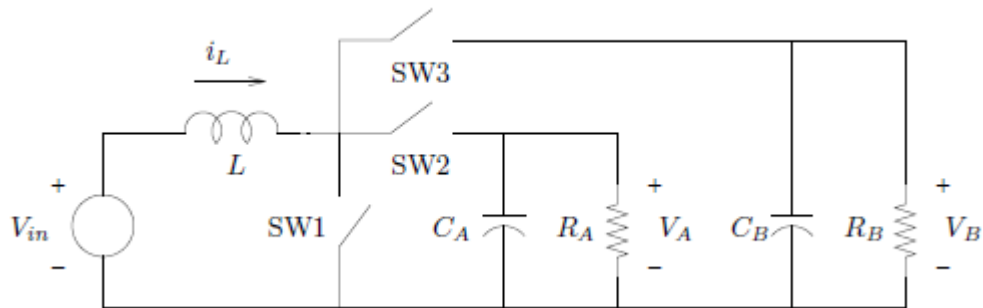 i_L
SW3
L
SW2
+
V_in
−
SW1
C_A
R_A
+
V_A
−
C_B
R_B
+
V_B
−